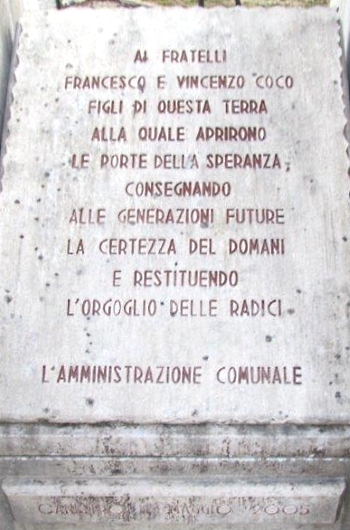 AI FRATELLI
FRANCESCO E VINCENZO COCO
FIGLI DI QUESTA TERRA
ALLA QUALE APRIRONO
LE PORTE DELLA SPERANZA,
CONSEGNANDO
ALLE GENERAZIONI FUTURE
LA CERTEZZA DEL DOMANI
E RESTITUENDO
L'ORGOGLIO DELLE RADICI
L'AMMINISTRAZIONE COMUNALE
MAGGIO 2005